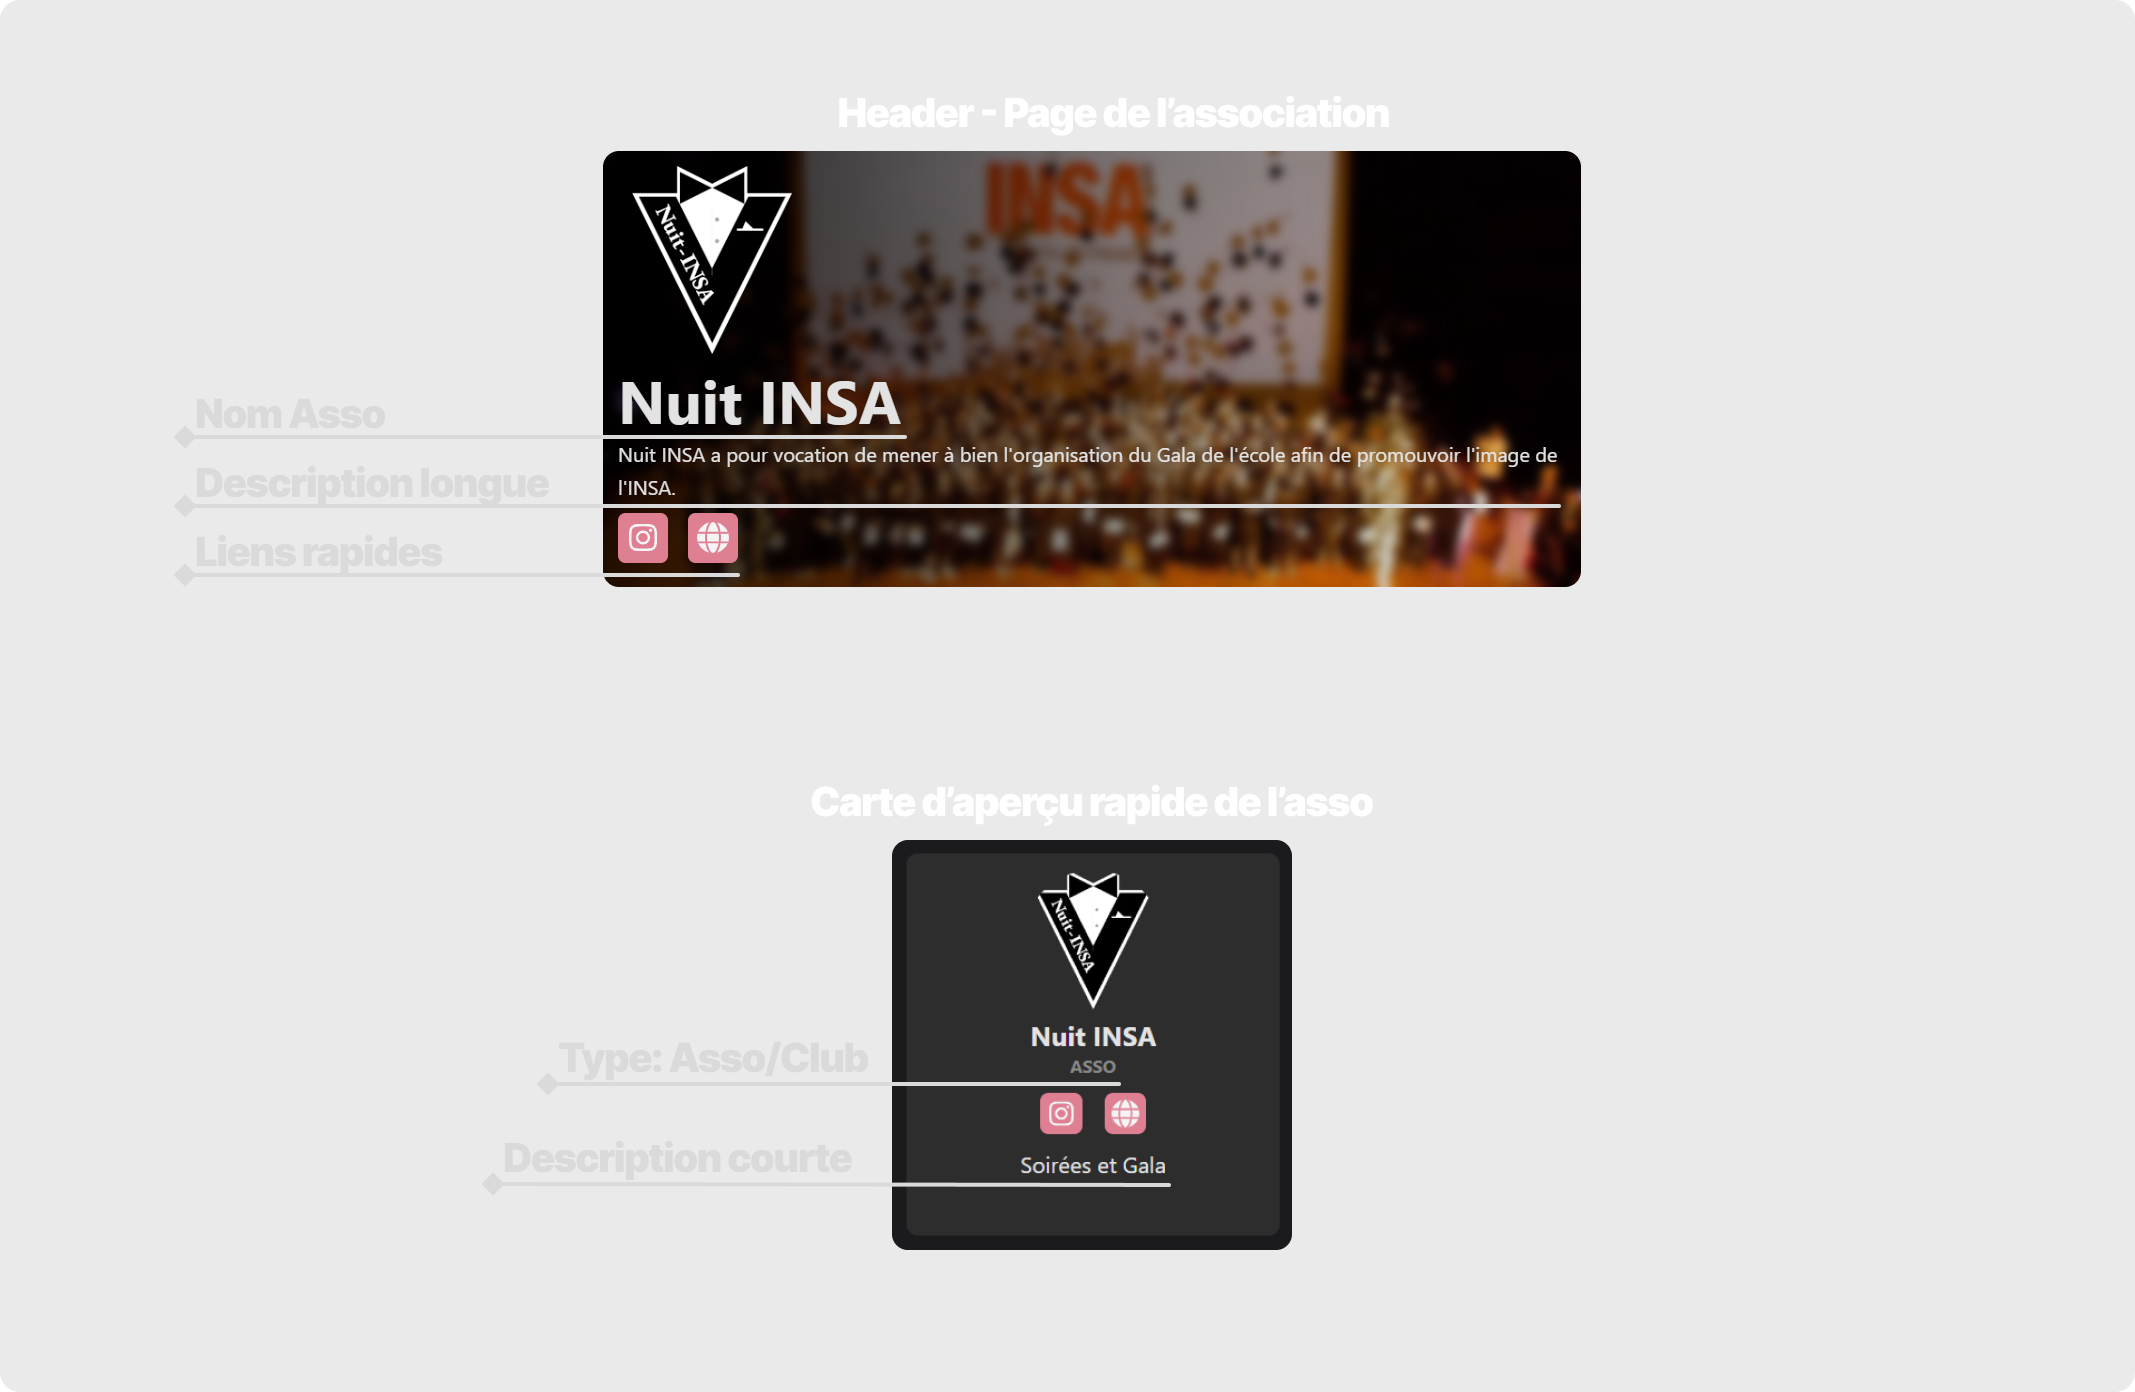 Header - Page de l’association
INSA
Nuit-INSA
Nuit INSA
Nom Asso
Nuit INSA a pour vocation de mener à bien l'organisation du Gala de l'école afin de promouvoir l'image de
l'INSA.
Description longue
Liens rapides
Carte d’aperçu rapide de l’asso
Nuit-INSA
Nuit INSA
ASSO
Type: Asso/Club
Soirées et Gala
Description courte